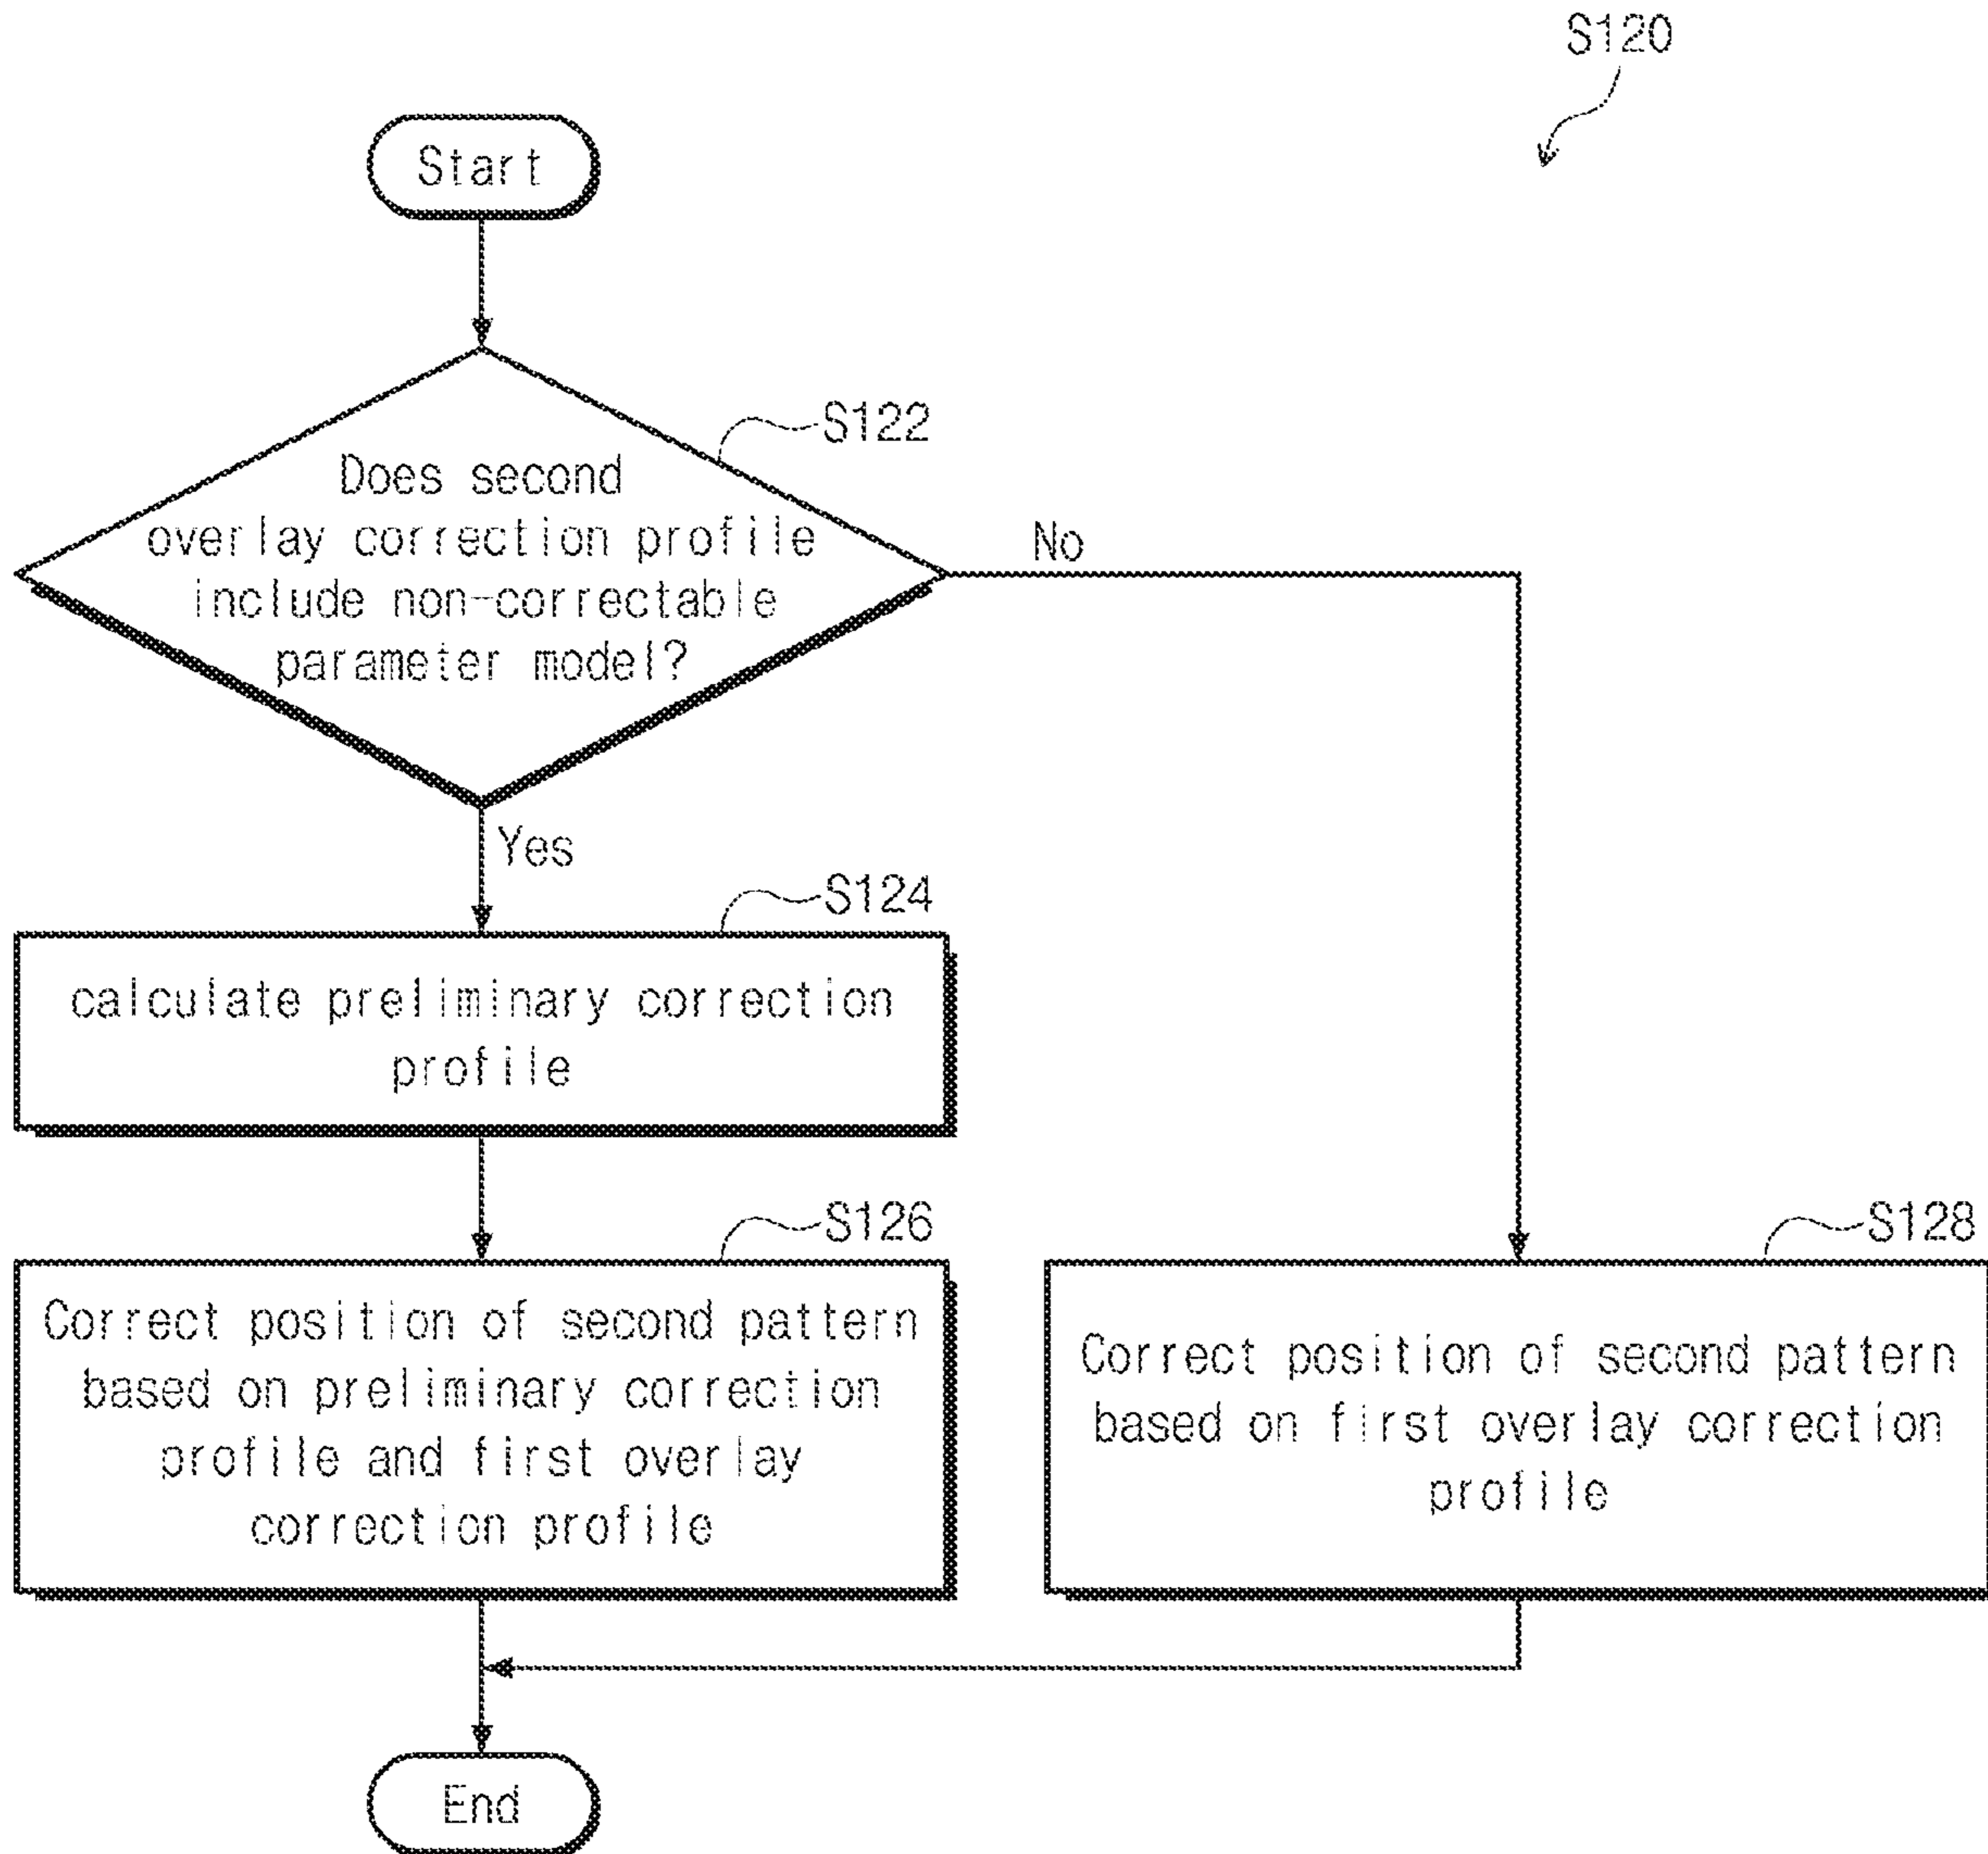 S120
Start
S122
Does second
overlay correction profile
include non-correctable
parameter model?
No
Yes
S124
calculate preliminary correction
profile
S126
Correct position of second pattern
based on preliminary correction
profile and first overlay
correction profile
S128
Correct position of second pattern
based on first overlay correction
profile
End